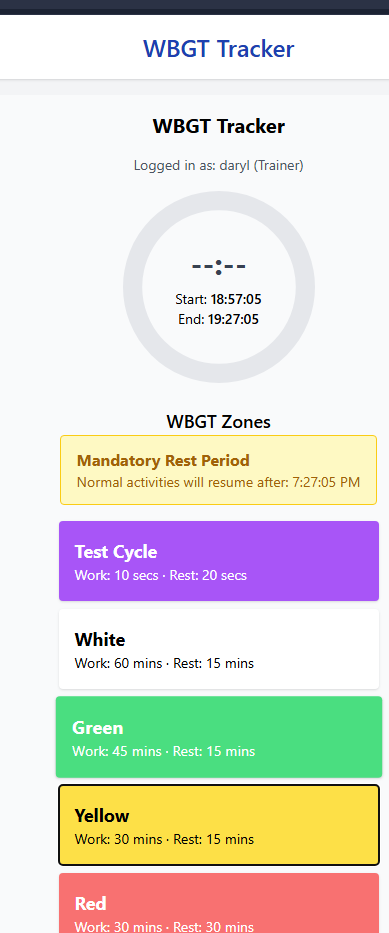 WBGT Tracker
WBGT Tracker
Logged in as: daryl (Trainer)
--:--
Start: 18:57:05
End: 19:27:05
WBGT Zones
Mandatory Rest Period
Normal activities will resume after: 7:27:05 PM
Test Cycle
Work: 10 secs · Rest: 20 secs
White
Work: 60 mins · Rest: 15 mins
Green
Work: 45 mins · Rest: 15 mins
Yellow
Work: 30 mins · Rest: 15 mins
Red
Work: 30 mins · Rest: 30 mins